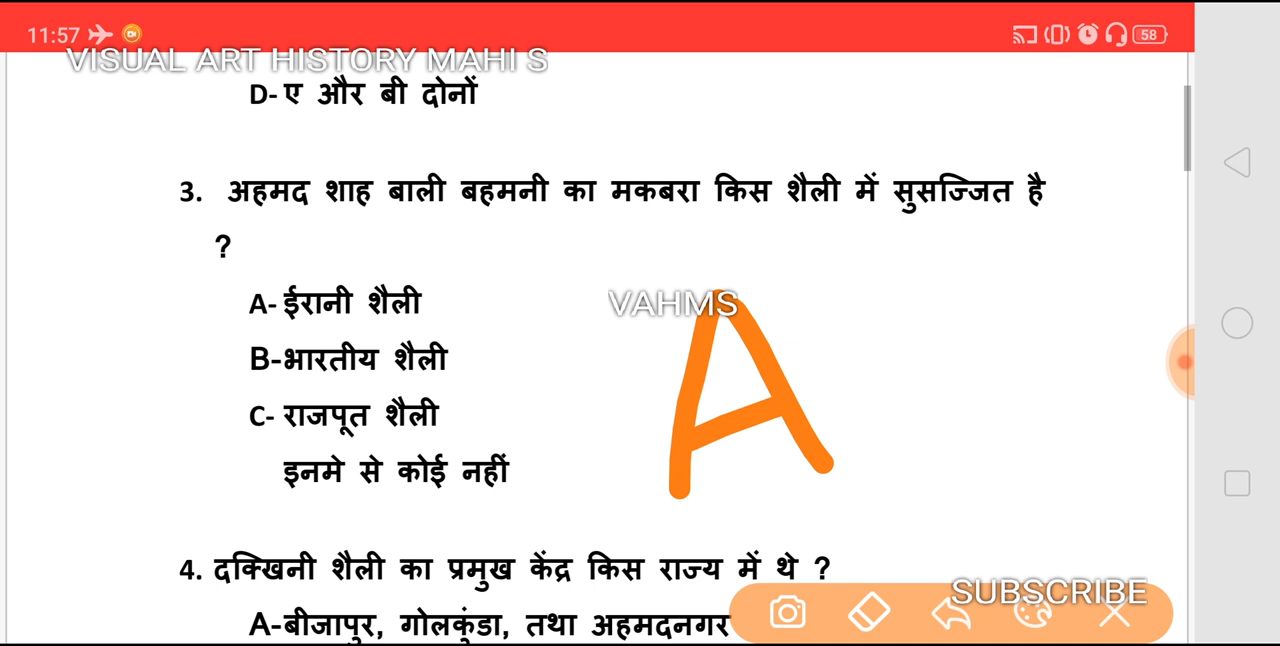 11:57
58
VISUAL ART HISTORY MAHI S
D- ए और बी दोनों
3. अहमद शाह बाली बहमनी का मकबरा किस शैली में सुसज्जित है
?
A- ईरानी शैली
VAHMS
A
B-भारतीय शैली
C- राजपूत शैली
इनमे से कोई नहीं
4. दक्खिनी शैली का प्रमुख केंद्र किस राज्य में थे ?
SUBSCRIBE
A-बीजापुर, गोलकुंडा, तथा अहमदनगर